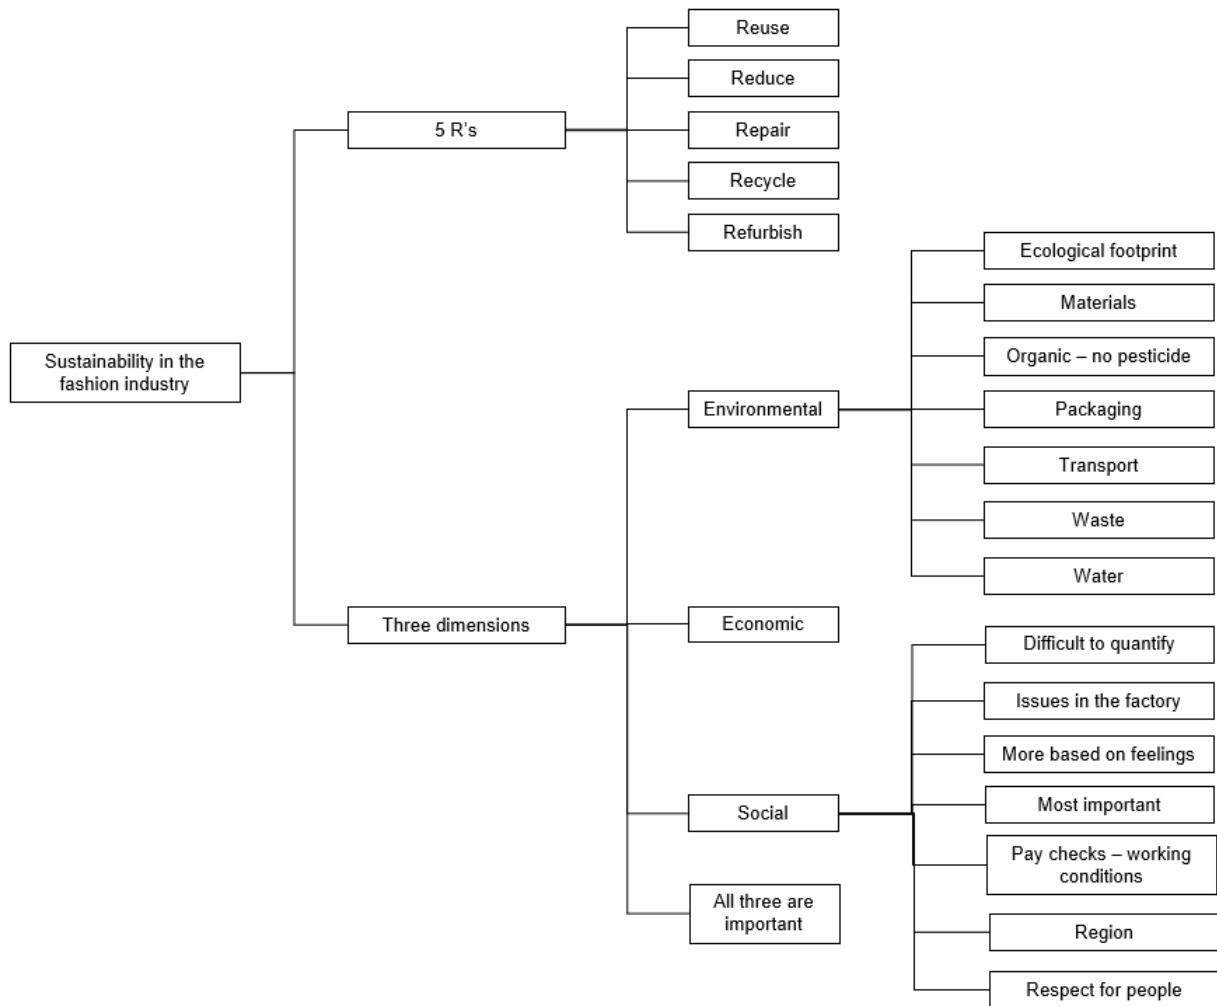 Reuse
Reduce
5 R’s
Repair
Recycle
Refurbish
Ecological footprint
Materials
Sustainability in the
fashion industry
Organic – no pesticide
Environmental
Packaging
Transport
Waste
Water
Three dimensions
Economic
Difficult to quantify
Issues in the factory
More based on feelings
Social
Most important
Pay checks – working
conditions
All three are
important
Region
Respect for people